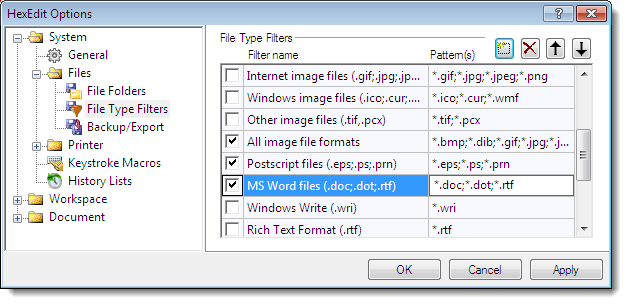 HexEdit Options
System
General
Files
File Folders
File Type Filters
Backup/Export
Printer
Keystroke Macros
History Lists
Workspace
Document
File Type Filters
Filter name Pattern(s)
Internet image files (.gif;.jpg;.jp... *.gif;*.jpg;*.jpeg;*.png
Windows image files (.ico;.cur;.... *.ico;*.cur;*.wmf
Other image files (.tif,.pcx) *.tif;*.pcx
All image file formats *.bmp;*.dib;*.gif;*.jpg;*.j...
Postscript files (.eps;.ps;.prn) *.eps;*.ps;*.prn
MS Word files (.doc;.dot;.rtf) *.doc;*.dot;*.rtf
Windows Write (.wri) *.wri
Rich Text Format (.rtf) *.rtf
OK Cancel Apply